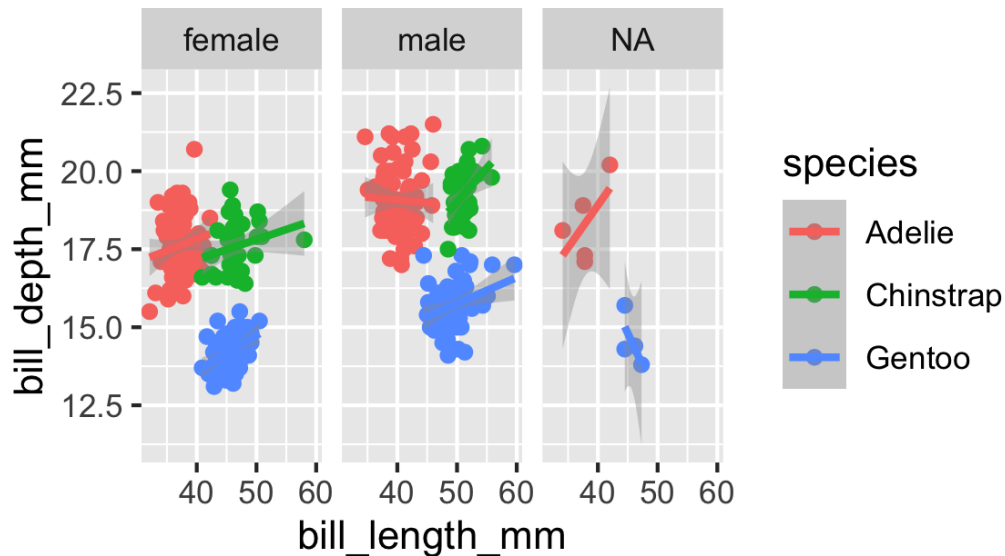 female male NA
22.5
20.0
17.5
15.0
12.5
bill_depth_mm
40 50 60 40 50 60 40 50 60
bill_length_mm
species
Adelie
Chinstrap
Gentoo